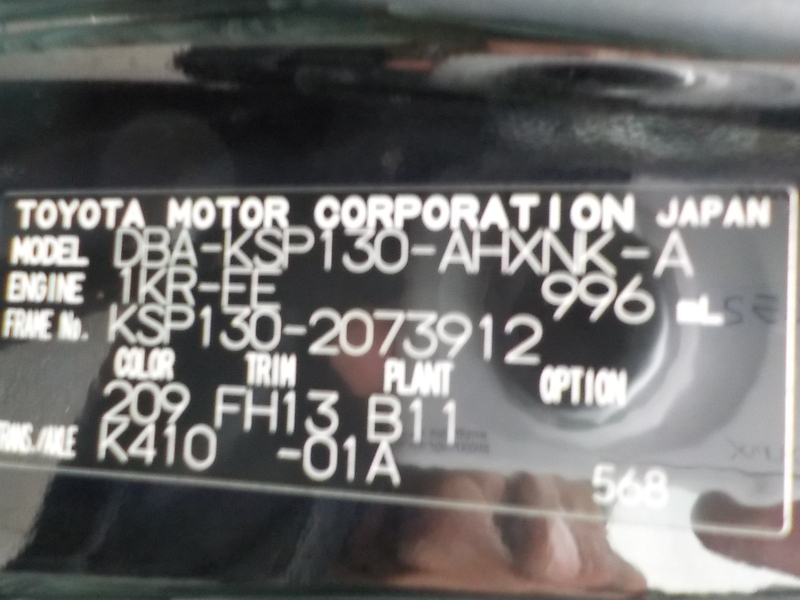 TOYOTA MOTOR CORPORATION JAPAN
MODEL DBA-KSP130-AHXNK-A
ENGINE 1KR-FE 996 mL
FRAME No. KSP130-2073912
COLOR TRIM PLANT OPTION
209 FH13 B11
TRANS./AXLE K410 -01A
568